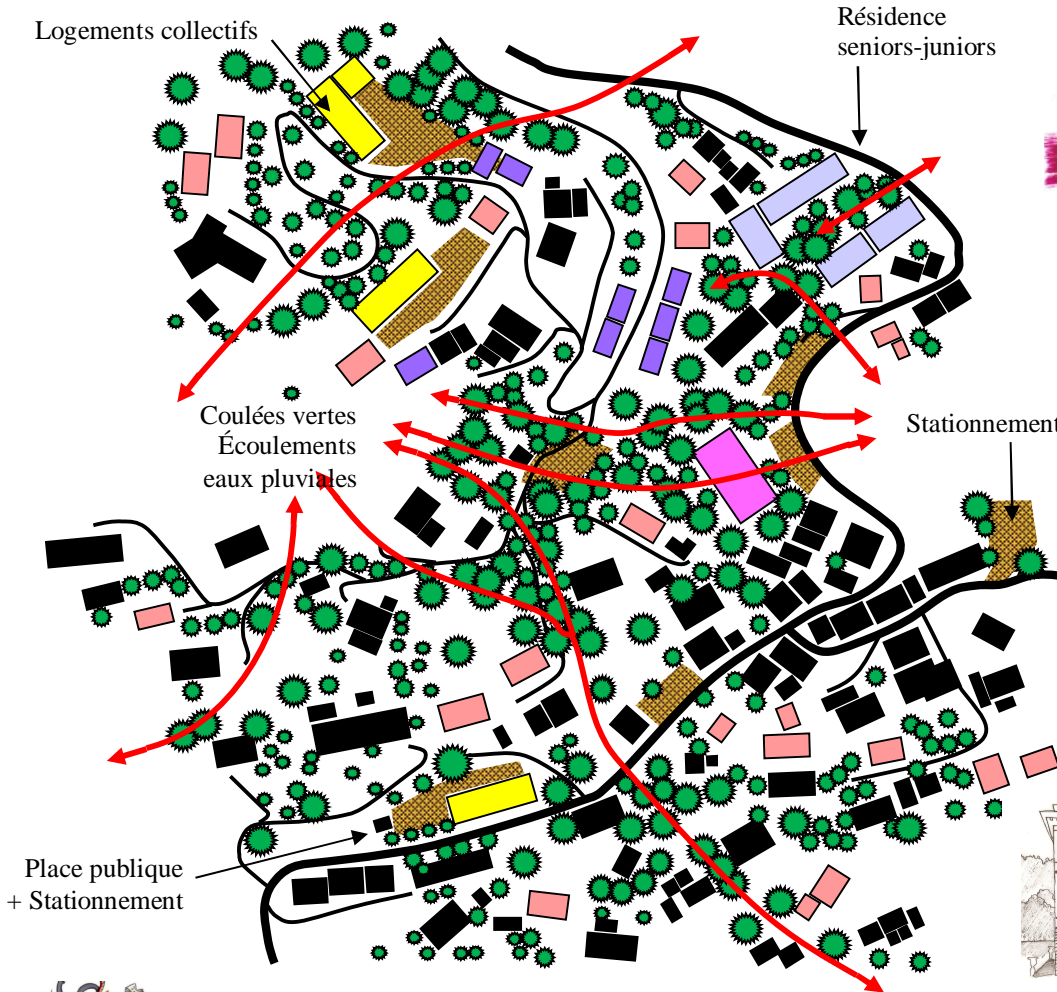 Logements collectifs
Résidence
seniors-juniors
Coulées vertes
Écoulements
eaux pluviales
Stationnement
Place publique
+ Stationnement